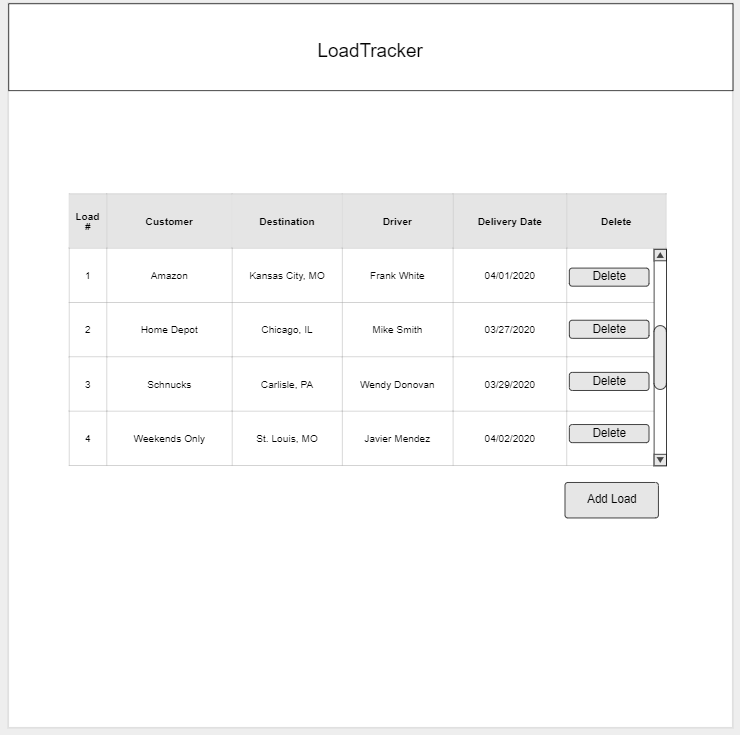 LoadTracker
Load # Customer Destination Driver Delivery Date Delete
1 Amazon Kansas City, MO Frank White 04/01/2020 Delete
2 Home Depot Chicago, IL Mike Smith 03/27/2020 Delete
3 Schnucks Carlisle, PA Wendy Donovan 03/29/2020 Delete
4 Weekends Only St. Louis, MO Javier Mendez 04/02/2020 Delete
Add Load